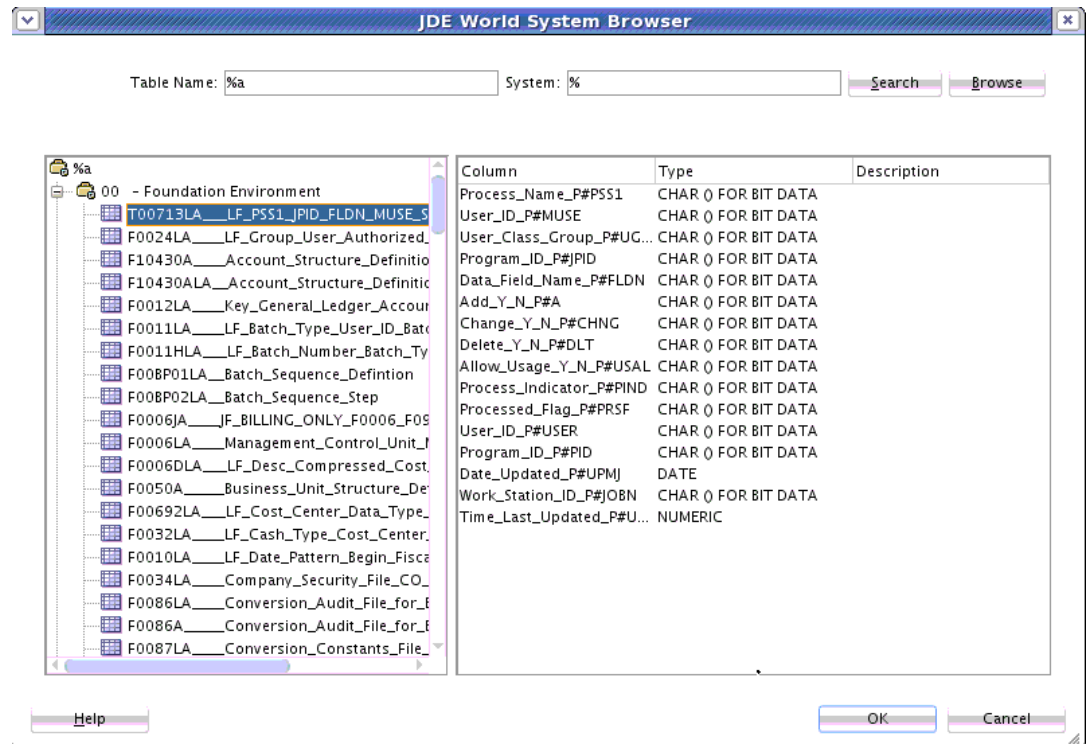 JDE World System Browser
Table Name: %a System: % Search Browse
%a
00 - Foundation Environment
T00713LA___LF_PSS1_JPID_FLDN_MUSE_S
F0024LA____LF_Group_User_Authorized_
F10430A____Account_Structure_Definitio
F10430ALA__Account_Structure_Definitic
F0012LA____Key_General_Ledger_Accour
F0011LA____LF_Batch_Type_User_ID_Batc
F0011HLA___LF_Batch_Number_Batch_Ty
F00BP01LA__Batch_Sequence_Defintion
F00BP02LA__Batch_Sequence_Step
F0006JA____JF_BILLING_ONLY_F0006_F09
F0006LA____Management_Control_Unit_M
F0006DLA___LF_Desc_Compressed_Cost_
F0050A_____Business_Unit_Structure_De
F00692LA___LF_Cost_Center_Data_Type_
F0032LA____LF_Cash_Type_Cost_Center_
F0010LA____LF_Date_Pattern_Begin_Fisca
F0034LA____Company_Security_File_CO_
F0086LA____Conversion_Audit_File_for_E
F0086A_____Conversion_Audit_File_for_E
F0087LA____Conversion_Constants_File_
Column Type Description
Process_Name_P#PSS1 CHAR () FOR BIT DATA
User_ID_P#MUSE CHAR () FOR BIT DATA
User_Class_Group_P#UG... CHAR () FOR BIT DATA
Program_ID_P#JPID CHAR () FOR BIT DATA
Data_Field_Name_P#FLDN CHAR () FOR BIT DATA
Add_Y_N_P#A CHAR () FOR BIT DATA
Change_Y_N_P#CHNG CHAR () FOR BIT DATA
Delete_Y_N_P#DLT CHAR () FOR BIT DATA
Allow_Usage_Y_N_P#USAL CHAR () FOR BIT DATA
Process_Indicator_P#PIND CHAR () FOR BIT DATA
Processed_Flag_P#PRSF CHAR () FOR BIT DATA
User_ID_P#USER CHAR () FOR BIT DATA
Program_ID_P#PID CHAR () FOR BIT DATA
Date_Updated_P#UPMJ DATE
Work_Station_ID_P#JOBN CHAR () FOR BIT DATA
Time_Last_Updated_P#U... NUMERIC
Help OK Cancel